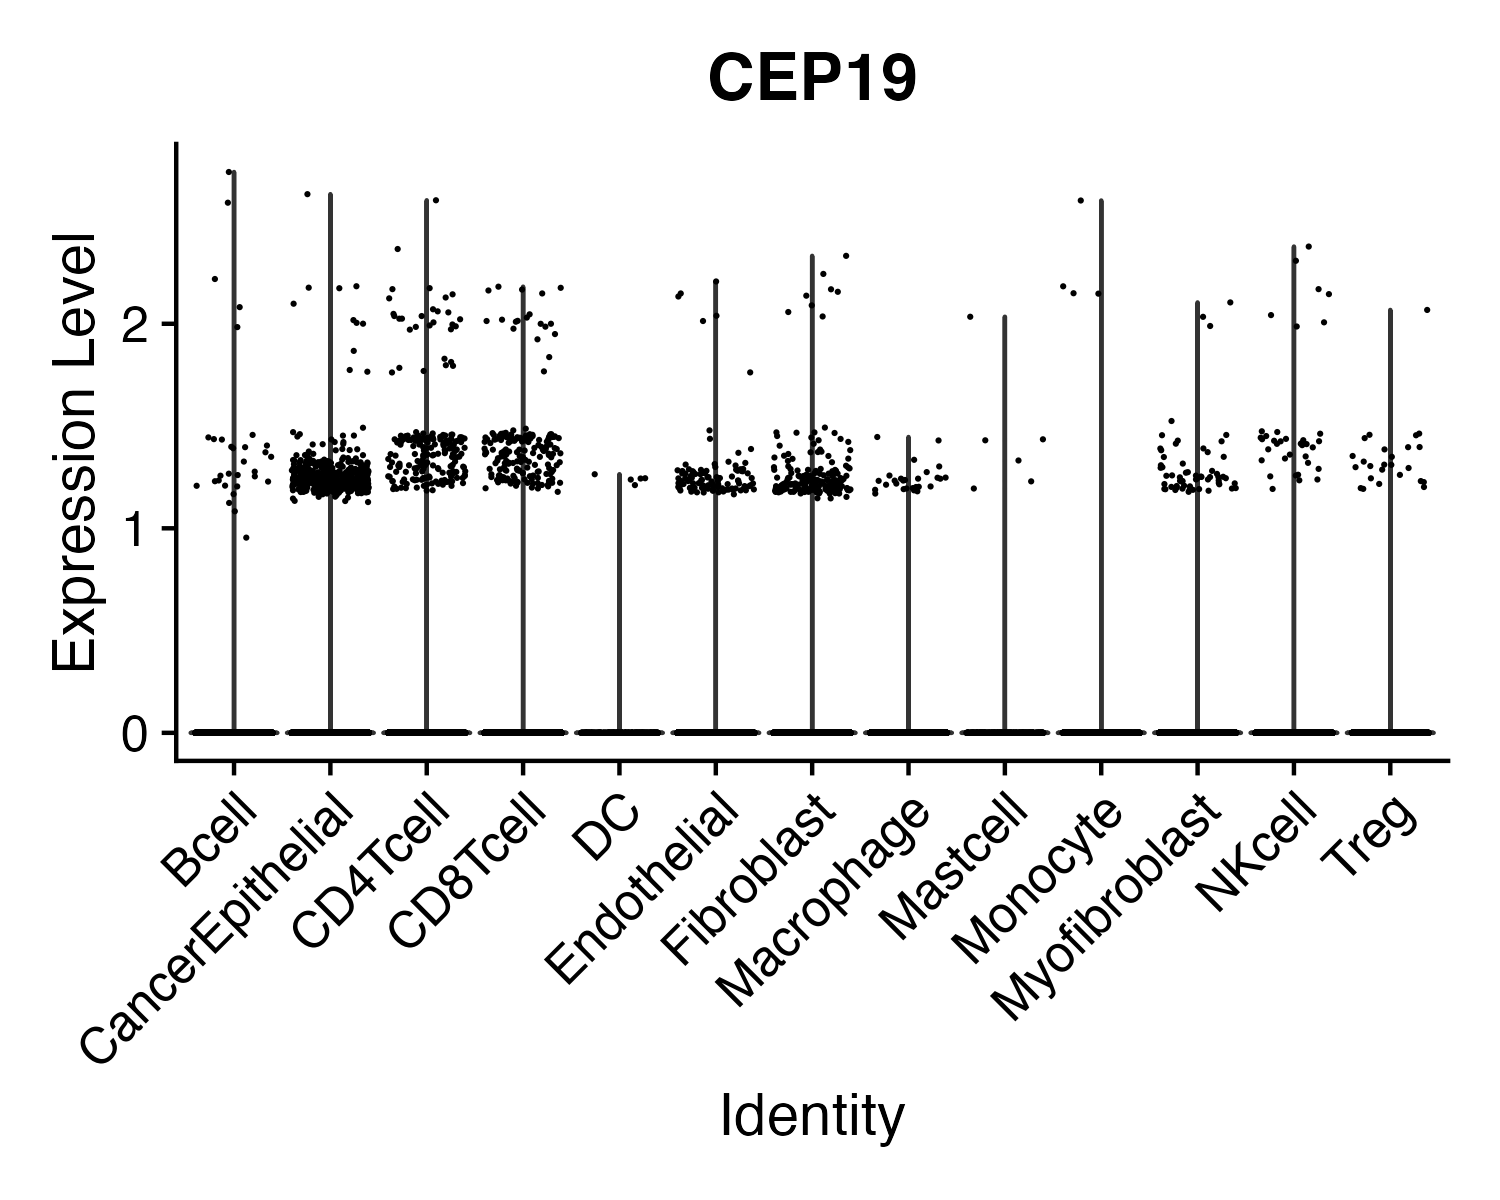 CEP19
Expression Level
2
1
0
Bcell
CancerEpithelial
CD4Tcell
CD8Tcell
DC
Endothelial
Fibroblast
Macrophage
Mastcell
Monocyte
Myofibroblast
NKcell
Treg
Identity